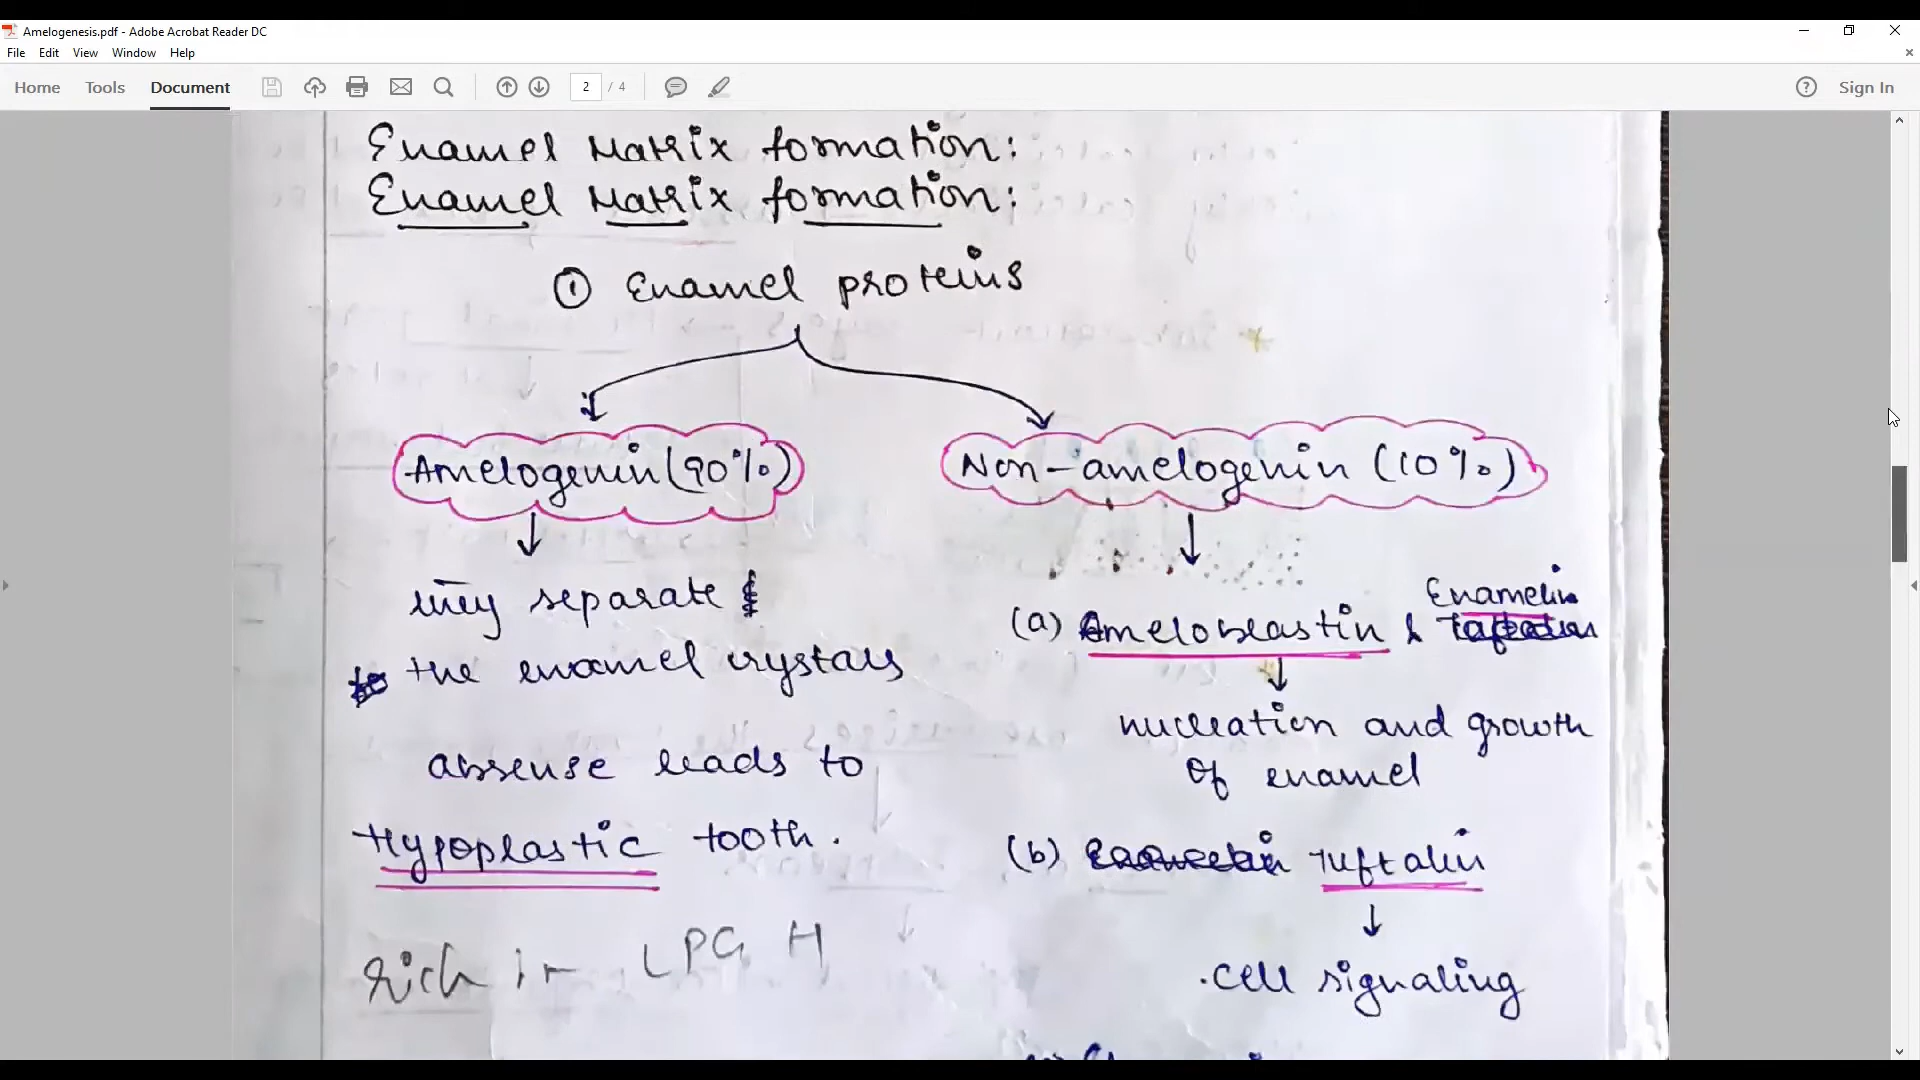 Amelogenesis.pdf - Adobe Acrobat Reader DC
File Edit View Window Help
Home Tools Document 2 / 4 Sign In
Enamel Matrix formation:
Enamel Matrix formation:
① Enamel proteins
Amelogenin (90%)
Non-amelogenin (10%)
they separate
the enamel crystals
absense leads to
Hypoplastic tooth.
rich in LPG H
Enamelin
(a) Ameloblastin &
nucleation and growth
of enamel
(b) Tuftalin
.cell signaling